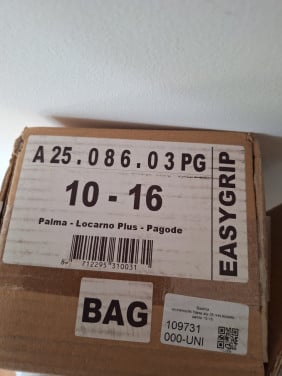 A 25.086.03 PG
10 - 16
Palma - Locarno Plus - Pagode
EASYGRIP
8 712295 310031
BAG
109731
000-UNI